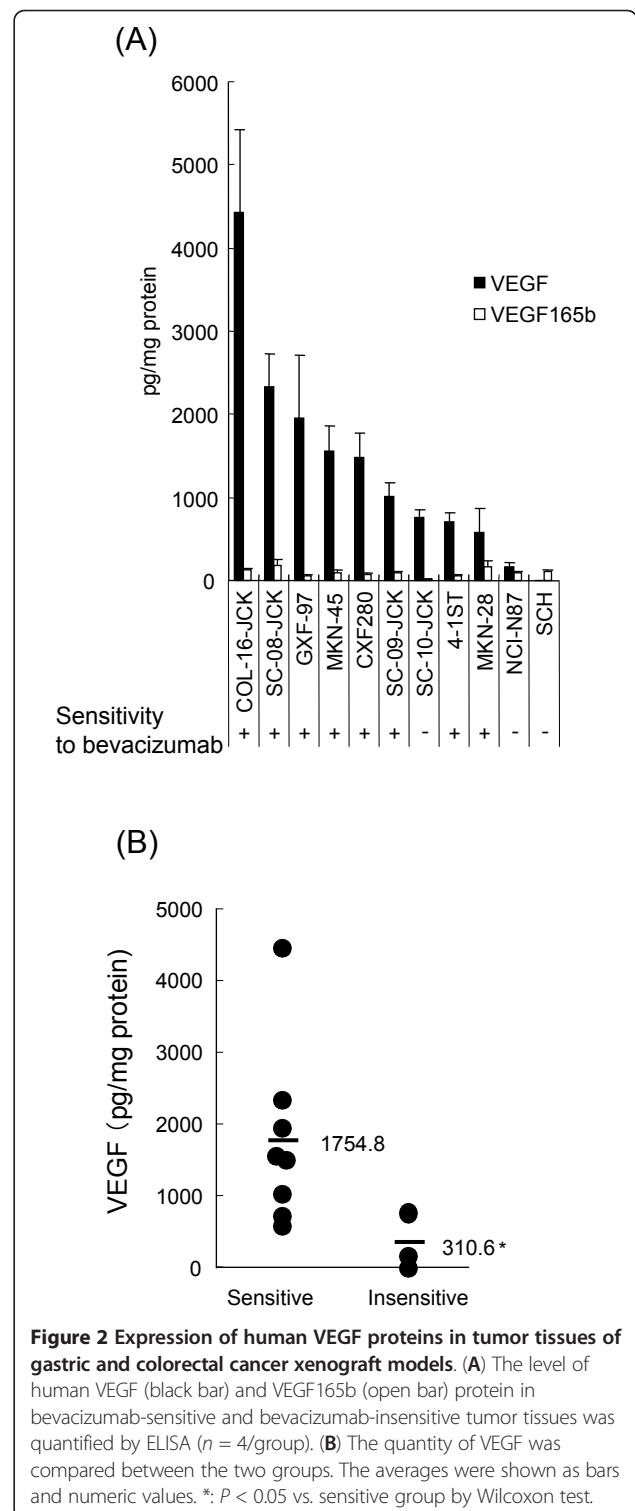 (A)
6000
5000
4000
3000
2000
1000
0
pg/mg protein
VEGF
VEGF165b
COL-16-JCK
SC-08-JCK
GXF-97
MKN-45
CXF280
SC-09-JCK
SC-10-JCK
4-1ST
MKN-28
NCI-N87
SCH
Sensitivity
to bevacizumab + + + + + + - + + - -
(B)
5000
4000
3000
2000
1000
0
VEGF (pg/mg protein)
1754.8
310.6 *
Sensitive Insensitive
Figure 2 Expression of human VEGF proteins in tumor tissues of
gastric and colorectal cancer xenograft models. (A) The level of
human VEGF (black bar) and VEGF165b (open bar) protein in
bevacizumab-sensitive and bevacizumab-insensitive tumor tissues was
quantified by ELISA (n = 4/group). (B) The quantity of VEGF was
compared between the two groups. The averages were shown as bars
and numeric values. *: P < 0.05 vs. sensitive group by Wilcoxon test.